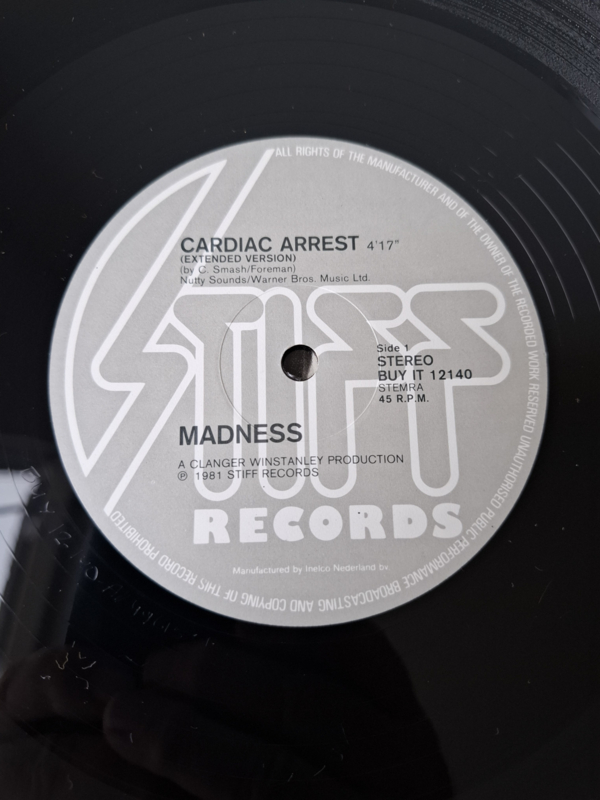 ALL RIGHTS OF THE MANUFACTURER AND OF THE OWNER OF THE RECORDED WORK RESERVED UNAUTHORISED PUBLIC PERFORMANCE BROADCASTING AND COPYING OF THIS RECORD PROHIBITED
CARDIAC ARREST 4'17"
(EXTENDED VERSION)
(by C. Smash/Foreman)
Nutty Sounds/Warner Bros. Music Ltd.
STIFF
Side 1
STEREO
BUY IT 12140
STEMRA
45 R.P.M.
MADNESS
A CLANGER WINSTANLEY PRODUCTION
℗ 1981 STIFF RECORDS
RECORDS
Manufactured by Inelco Nederland bv.